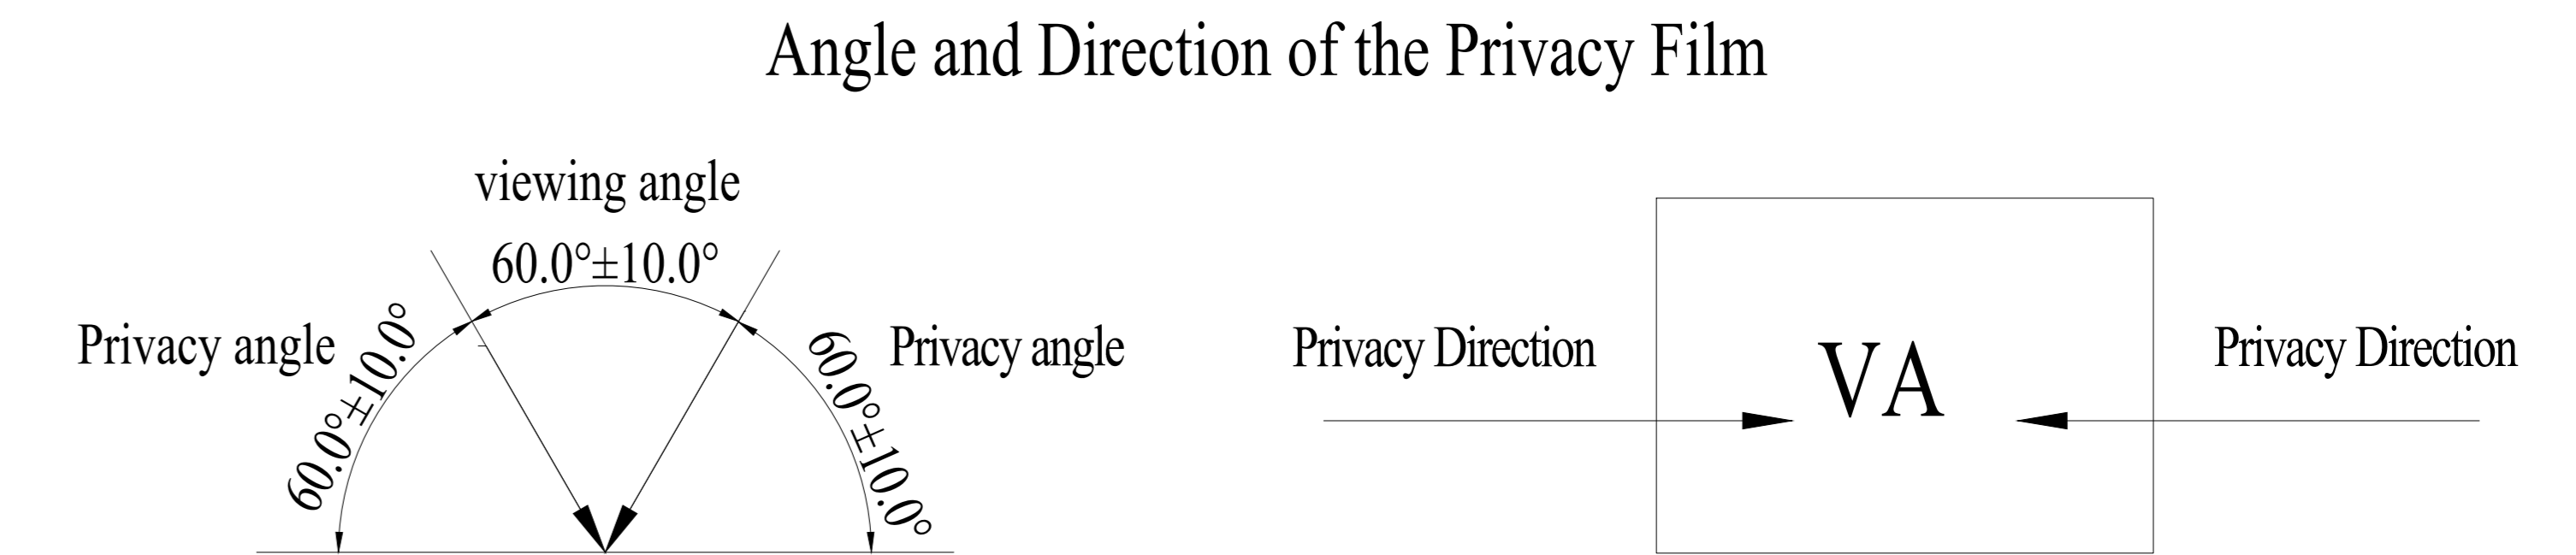 Angle and Direction of the Privacy Film
viewing angle
60.0°±10.0°
Privacy angle
60.0°±10.0°
60.0°±10.0°
Privacy angle
Privacy Direction
VA
Privacy Direction